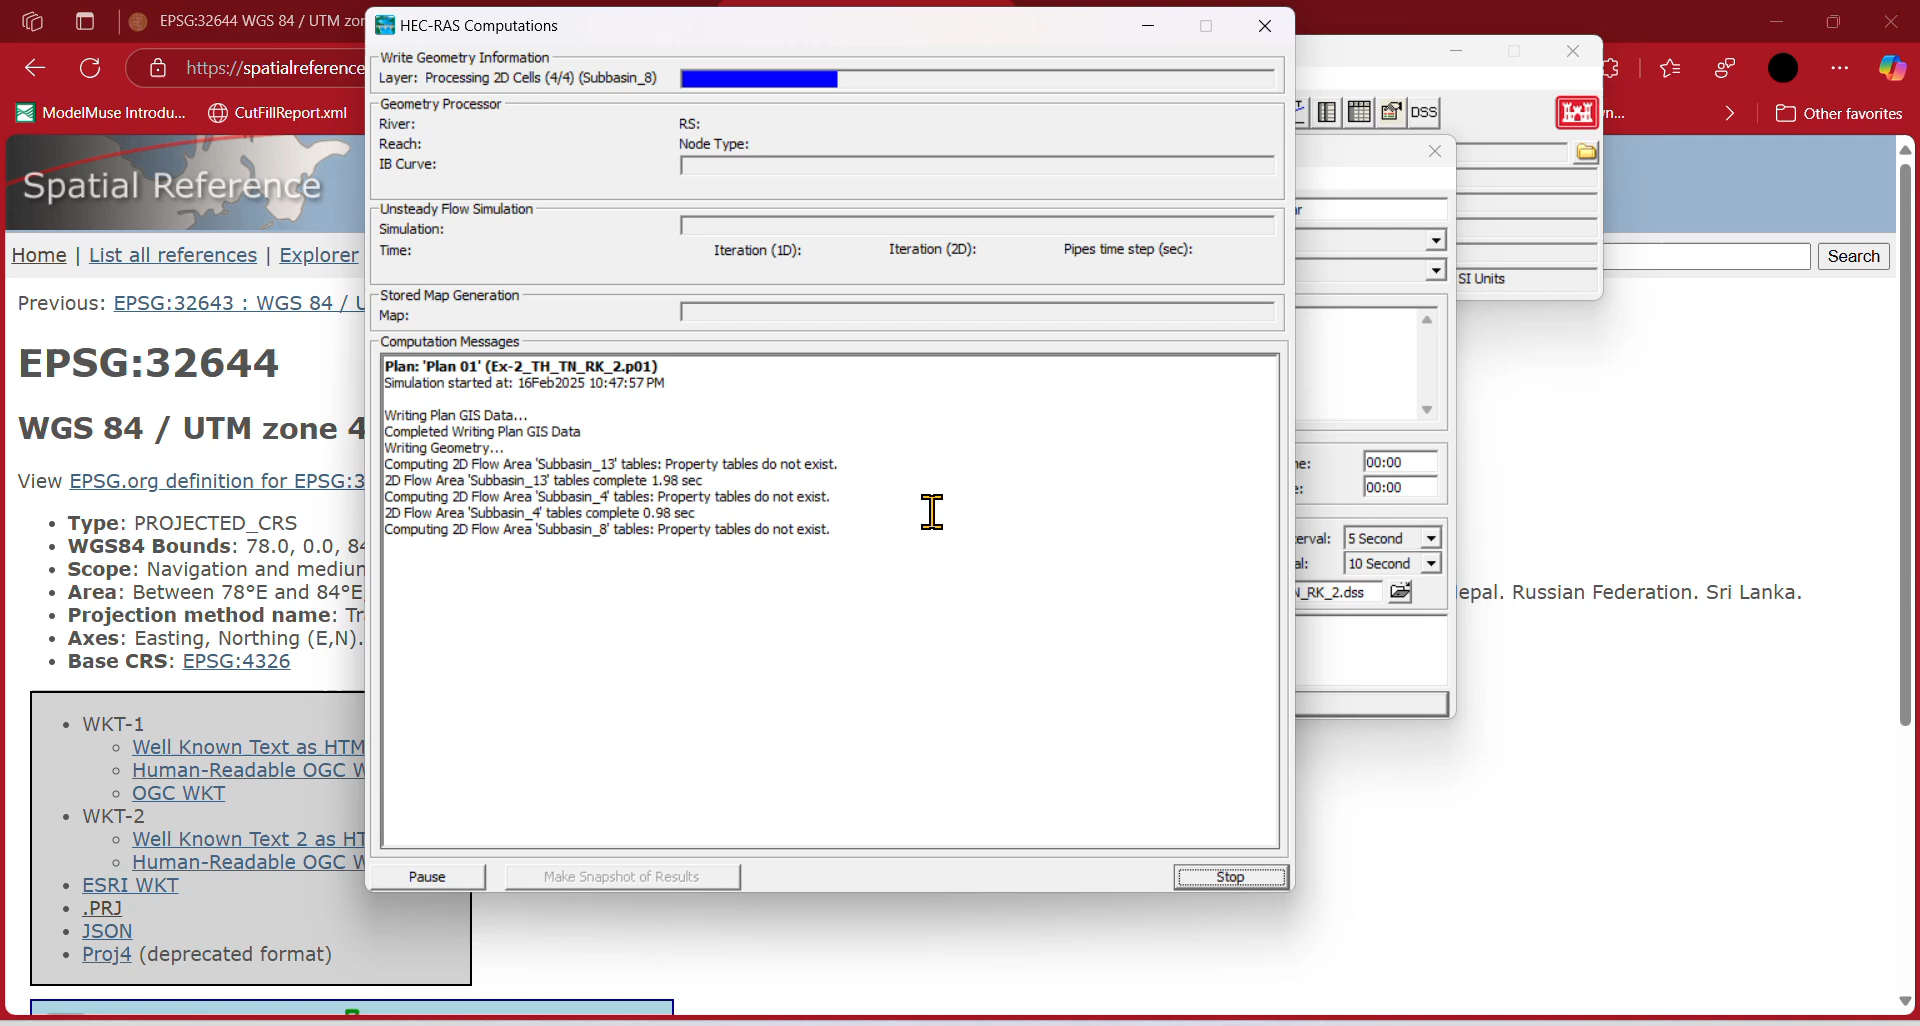 EPSG:32644 WGS 84 / UTM zon
https://spatialreference
ModelMuse Introdu...
CutFillReport.xml
n...
Other favorites
Spatial Reference
Home | List all references | Explorer
Search
Previous: EPSG:32643 : WGS 84 / U
EPSG:32644
WGS 84 / UTM zone 4
View EPSG.org definition for EPSG:3
Type: PROJECTED_CRS
WGS84 Bounds: 78.0, 0.0, 84
Scope: Navigation and medium
Area: Between 78°E and 84°E
epal. Russian Federation. Sri Lanka.
Projection method name: Tr
Axes: Easting, Northing (E,N).
Base CRS: EPSG:4326
WKT-1
Well Known Text as HTM
Human-Readable OGC W
OGC WKT
WKT-2
Well Known Text 2 as HT
Human-Readable OGC W
ESRI WKT
.PRJ
JSON
Proj4 (deprecated format)
HEC-RAS Computations
Write Geometry Information
Layer: Processing 2D Cells (4/4) (Subbasin_8)
Geometry Processor
River:
RS:
Reach:
Node Type:
IB Curve:
Unsteady Flow Simulation
Simulation:
Time:
Iteration (1D):
Iteration (2D):
Pipes time step (sec):
Stored Map Generation
Map:
Computation Messages
Plan: 'Plan 01' (Ex-2_TH_TN_RK_2.p01)
Simulation started at: 16Feb2025 10:47:57 PM
Writing Plan GIS Data...
Completed Writing Plan GIS Data
Writing Geometry...
Computing 2D Flow Area 'Subbasin_13' tables: Property tables do not exist.
2D Flow Area 'Subbasin_13' tables complete 1.98 sec
Computing 2D Flow Area 'Subbasin_4' tables: Property tables do not exist.
2D Flow Area 'Subbasin_4' tables complete 0.98 sec
Computing 2D Flow Area 'Subbasin_8' tables: Property tables do not exist.
Pause
Make Snapshot of Results
Stop
DSS
SI Units
ne:
00:00
e:
00:00
erval:
5 Second
al:
10 Second
N_RK_2.dss